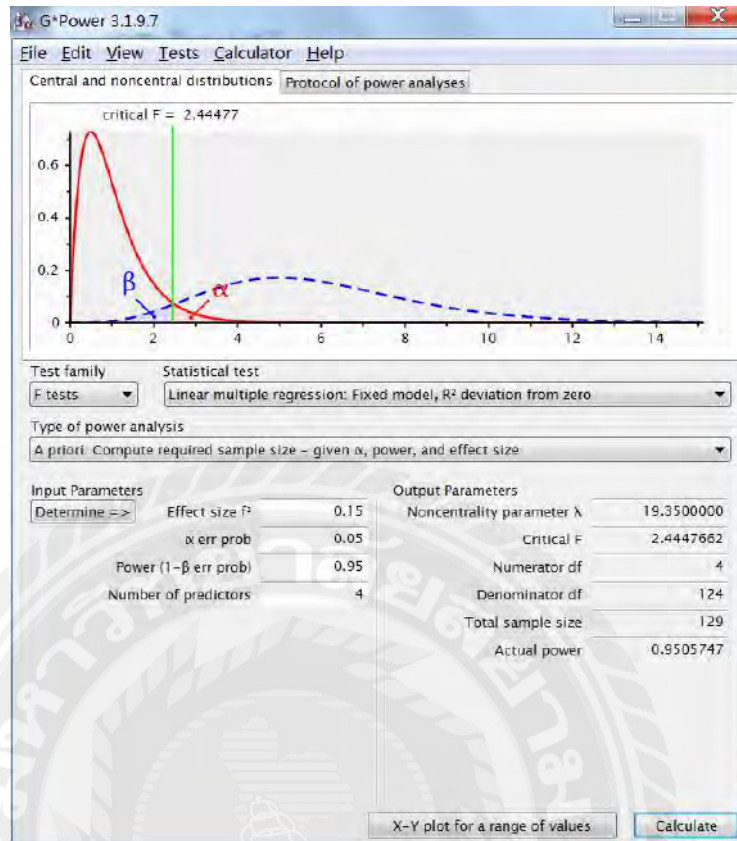 βα G*Power 3.1.9.7
File Edit View Tests Calculator Help
Central and noncentral distributions Protocol of power analyses
critical F = 2.44477
0.6
0.4
0.2
0
β α
0 2 4 6 8 10 12 14
Test family Statistical test
F tests Linear multiple regression: Fixed model, R² deviation from zero
Type of power analysis
A priori: Compute required sample size – given α, power, and effect size
Input Parameters Output Parameters
Determine => Effect size f² 0.15 Noncentrality parameter λ 19.3500000
α err prob 0.05 Critical F 2.4447662
Power (1-β err prob) 0.95 Numerator df 4
Number of predictors 4 Denominator df 124
Total sample size 129
Actual power 0.9505747
X-Y plot for a range of values Calculate